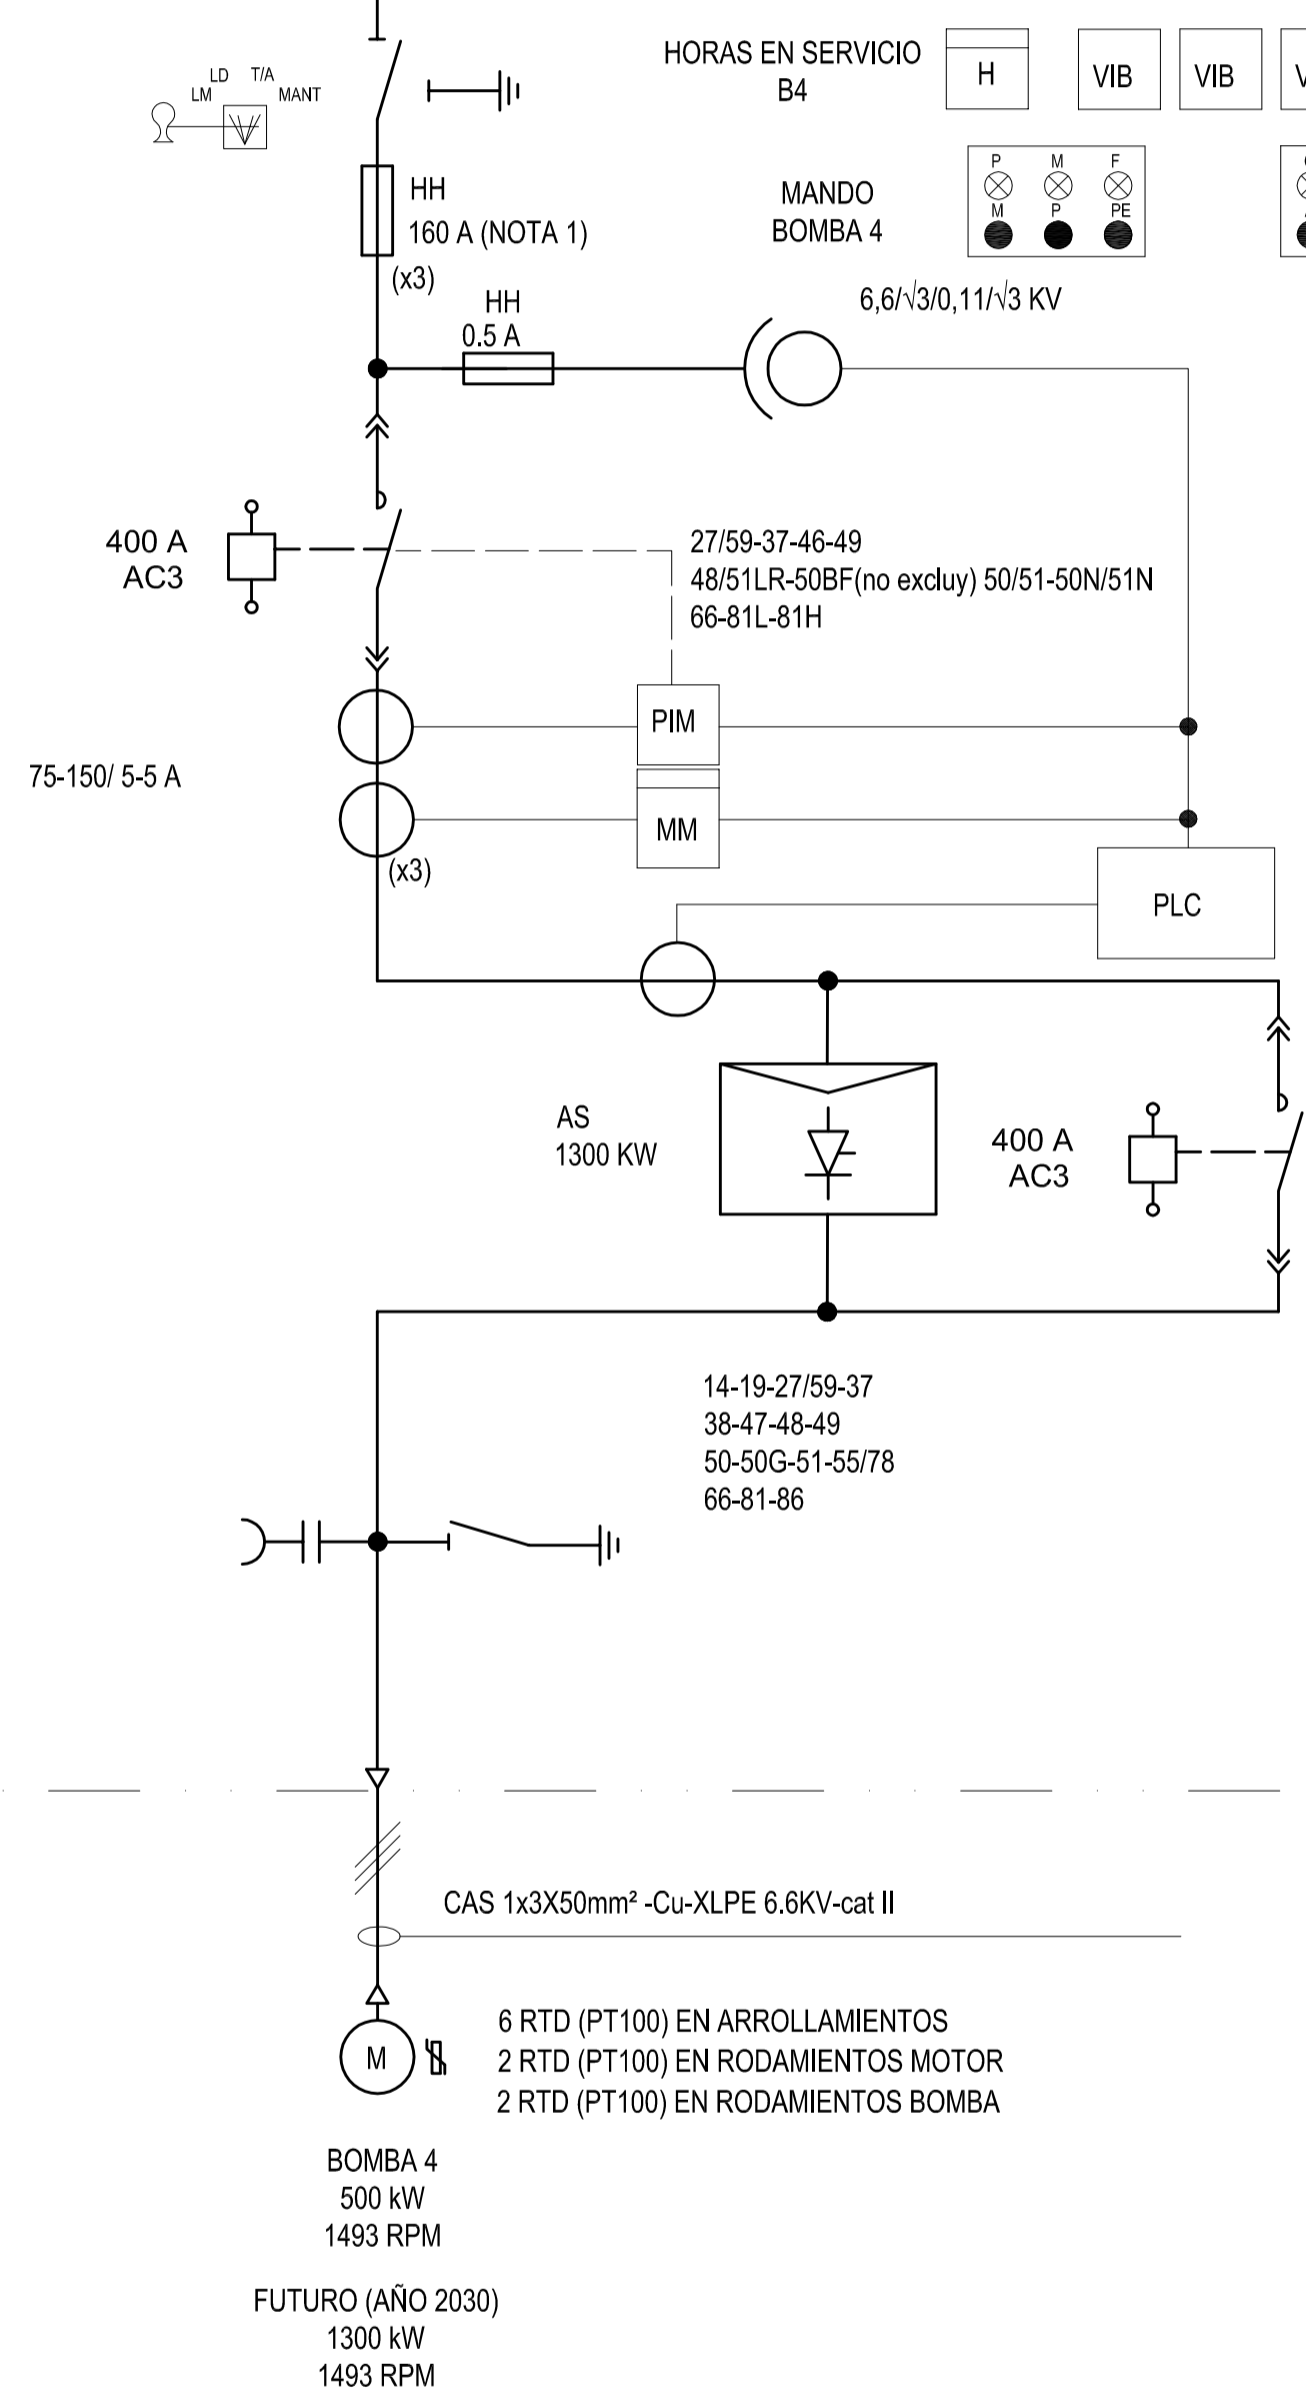 HORAS EN SERVICIO
B4
H
VIB
VIB
LD T/A
LM MANT
MANDO
BOMBA 4
P M F
M P PE
HH
160 A (NOTA 1)
(x3)
HH
0.5 A
6,6/√3/0,11/√3 KV
400 A
AC3
27/59-37-46-49
48/51LR-50BF(no excluy) 50/51-50N/51N
66-81L-81H
PIM
75-150/ 5-5 A
MM
(x3)
PLC
AS
1300 KW
400 A
AC3
14-19-27/59-37
38-47-48-49
50-50G-51-55/78
66-81-86
CAS 1x3X50mm² -Cu-XLPE 6.6KV-cat II
M
6 RTD (PT100) EN ARROLLAMIENTOS
2 RTD (PT100) EN RODAMIENTOS MOTOR
2 RTD (PT100) EN RODAMIENTOS BOMBA
BOMBA 4
500 kW
1493 RPM
FUTURO (AÑO 2030)
1300 kW
1493 RPM